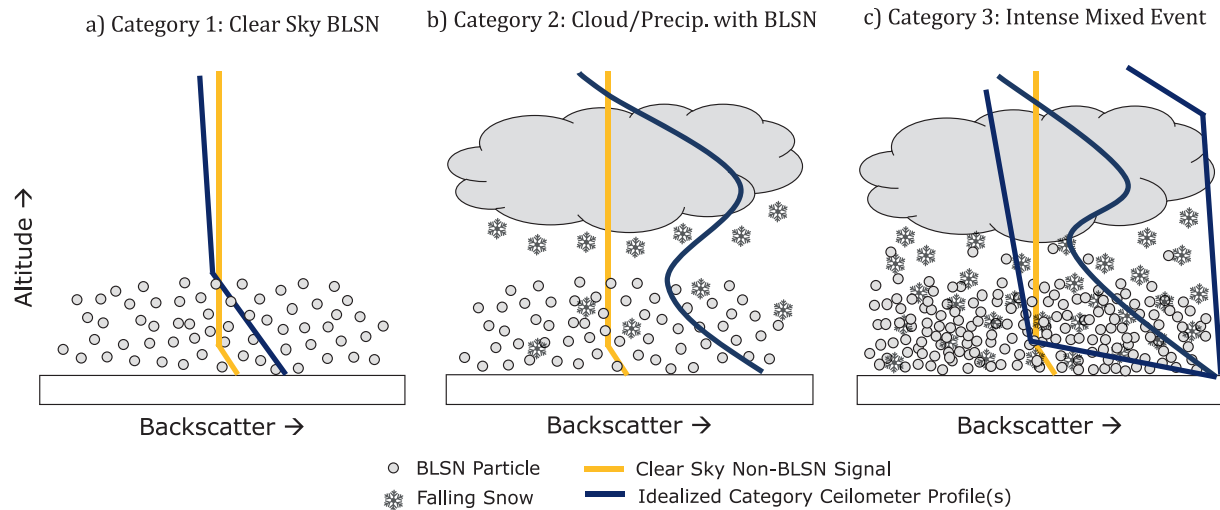 a) Category 1: Clear Sky BLSN
b) Category 2: Cloud/Precip. with BLSN
c) Category 3: Intense Mixed Event
Altitude →
Backscatter →
Backscatter →
Backscatter →
BLSN Particle
Clear Sky Non-BLSN Signal
Falling Snow
Idealized Category Ceilometer Profile(s)